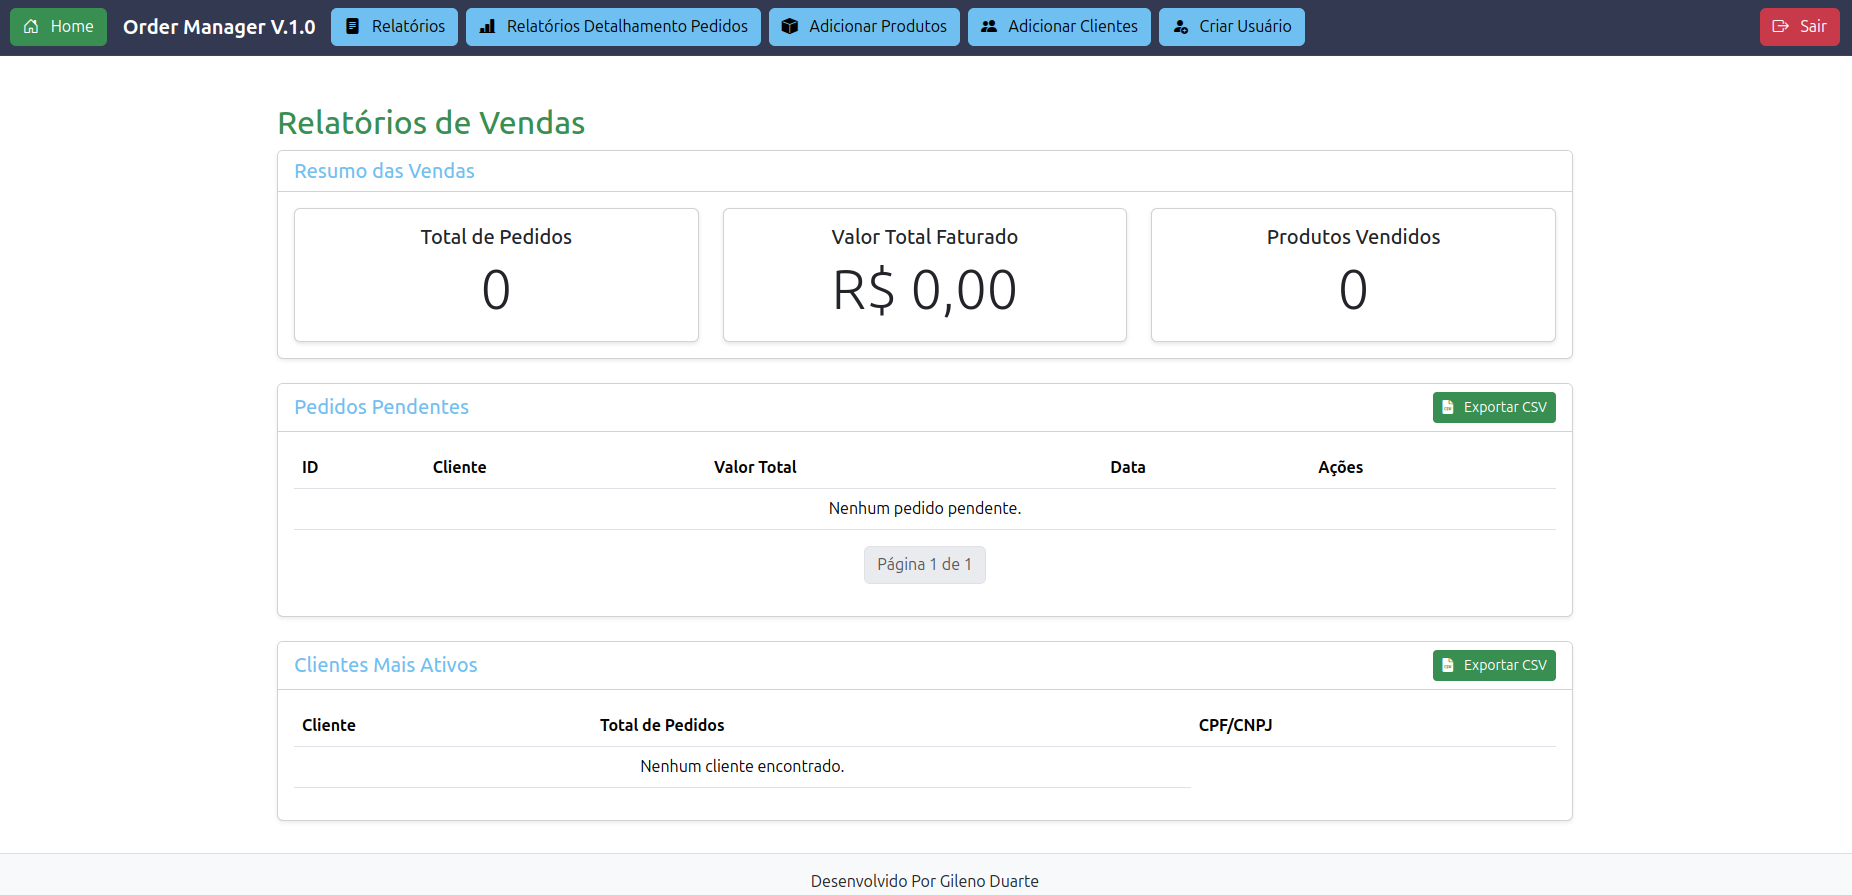 Home Order Manager V.1.0 Relatórios Relatórios Detalhamento Pedidos Adicionar Produtos Adicionar Clientes Criar Usuário Sair
Relatórios de Vendas
Resumo das Vendas
Total de Pedidos Valor Total Faturado Produtos Vendidos
0 R$ 0,00 0
Pedidos Pendentes Exportar CSV
ID Cliente Valor Total Data Ações
Nenhum pedido pendente.
Página 1 de 1
Clientes Mais Ativos Exportar CSV
Cliente Total de Pedidos CPF/CNPJ
Nenhum cliente encontrado.
Desenvolvido Por Gileno Duarte